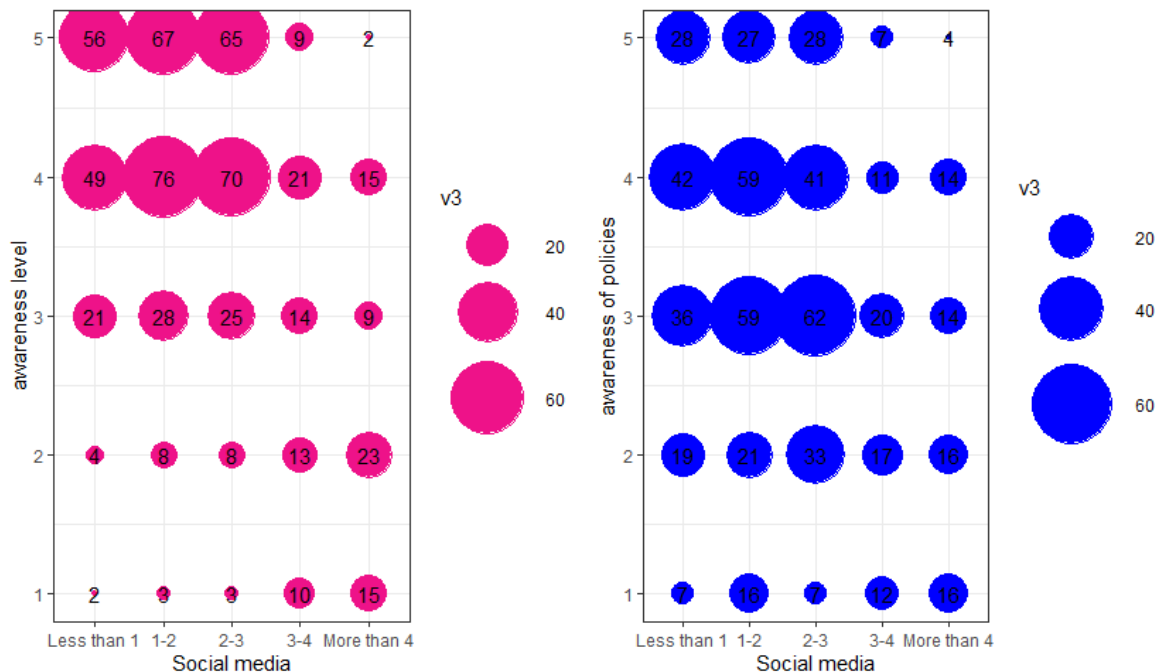 5 56 67 65 9 2
4 49 76 70 21 15
3 21 28 25 14 9
2 4 8 8 13 23
1 2 3 3 10 15
Less than 1 1-2 2-3 3-4 More than 4
Social media
awareness level
v3
20
40
60
5 28 27 28 7 4
4 42 59 41 11 14
3 36 59 62 20 14
2 19 21 33 17 16
1 7 16 7 12 16
Less than 1 1-2 2-3 3-4 More than 4
Social media
awareness of policies
v3
20
40
60